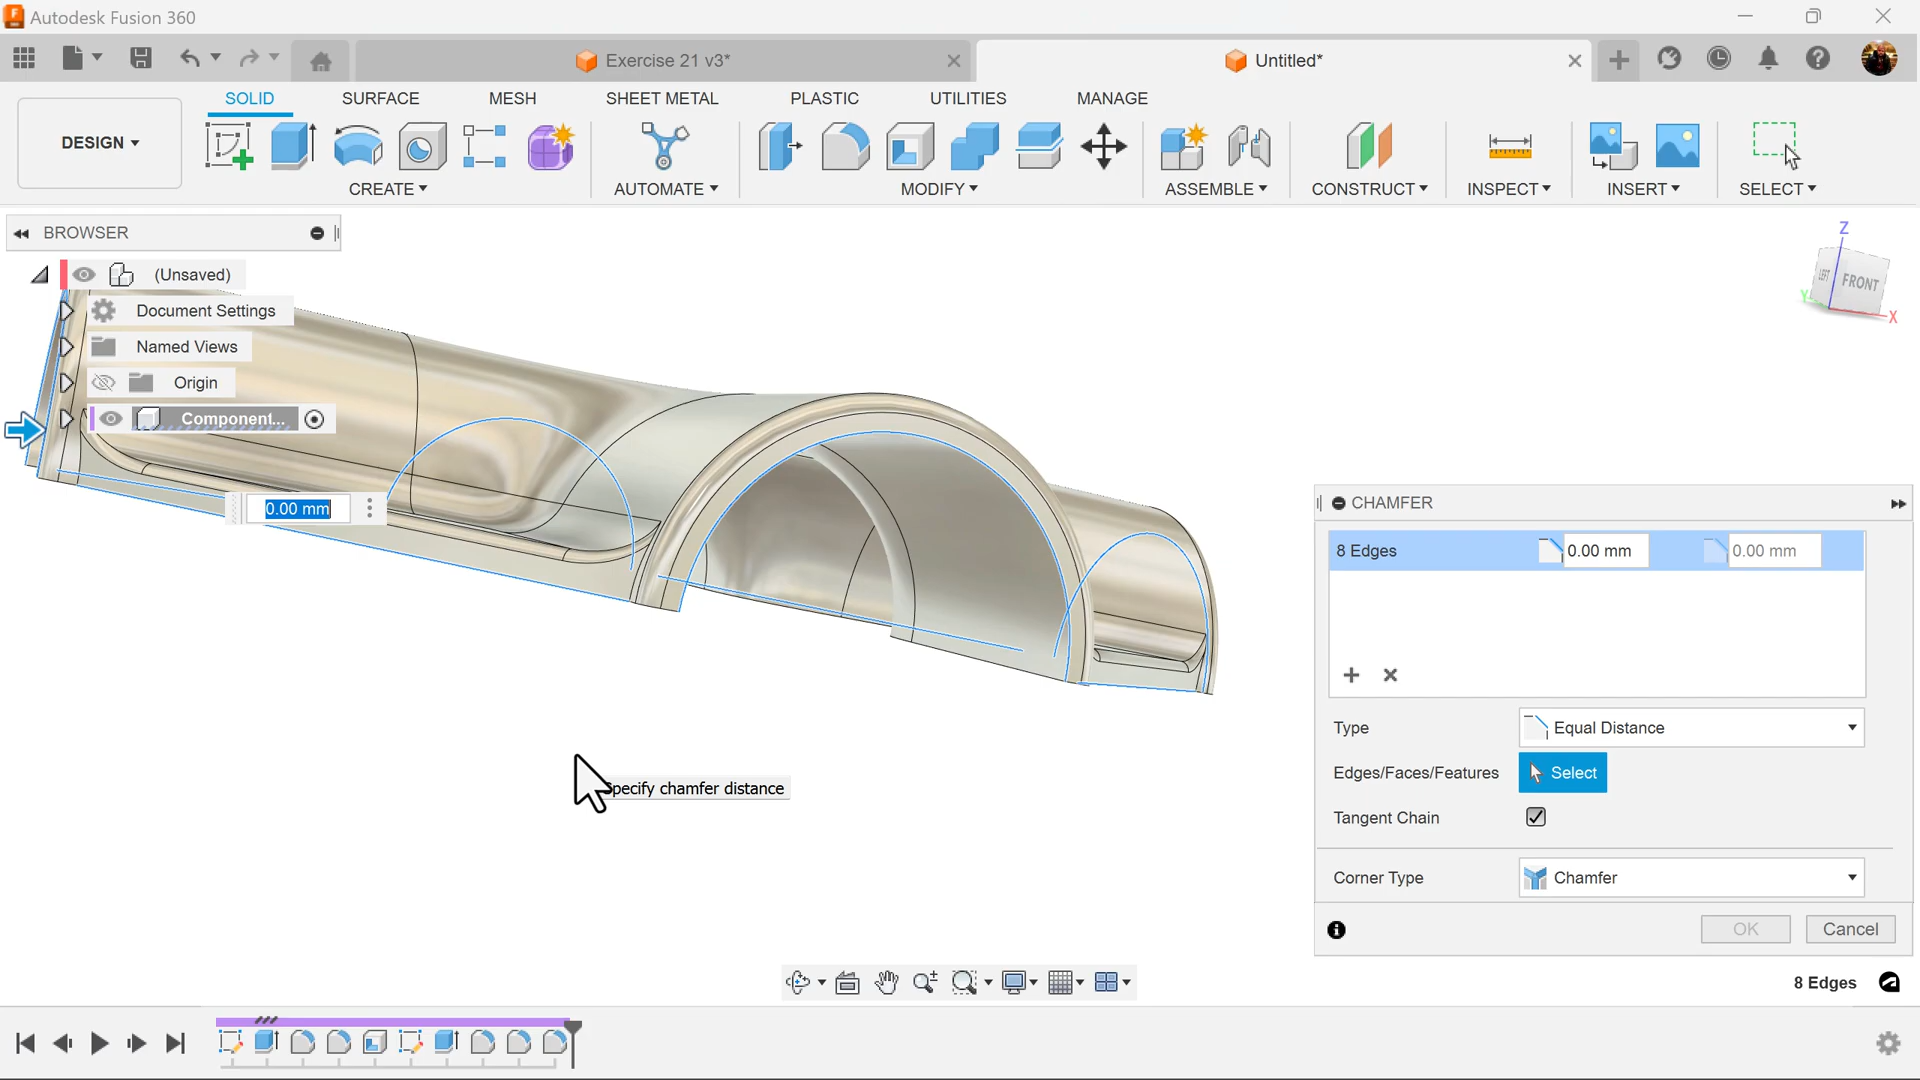 Autodesk Fusion 360
Exercise 21 v3*
Untitled*
SOLID
SURFACE
MESH
SHEET METAL
PLASTIC
UTILITIES
MANAGE
DESIGN
CREATE
AUTOMATE
MODIFY
ASSEMBLE
CONSTRUCT
INSPECT
INSERT
SELECT
BROWSER
(Unsaved)
Document Settings
Named Views
Origin
Component...
0.00 mm
Specify chamfer distance
Z
LEFT
FRONT
Y
X
CHAMFER
8 Edges 0.00 mm 0.00 mm
Type Equal Distance
Edges/Faces/Features Select
Tangent Chain
Corner Type Chamfer
OK Cancel
8 Edges